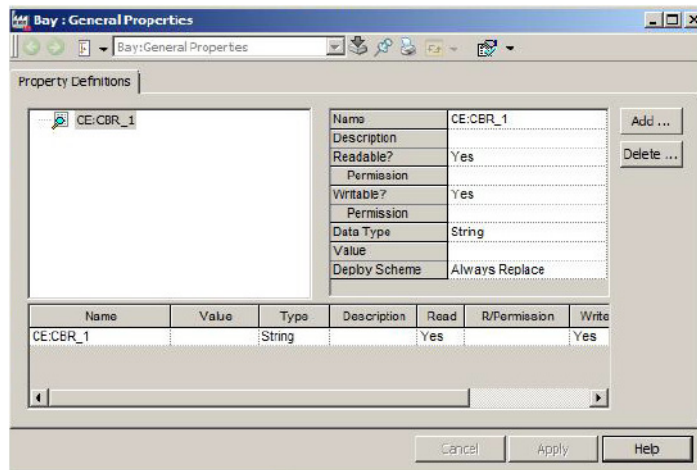 Bay : General Properties
Bay:General Properties
Property Definitions
CE:CBR_1
Name CE:CBR_1
Description
Readable? Yes
Permission
Writable? Yes
Permission
Data Type String
Value
Deploy Scheme Always Replace
Add ...
Delete ...
Name Value Type Description Read R/Permission Write
CE:CBR_1 String Yes Yes
Cancel Apply Help